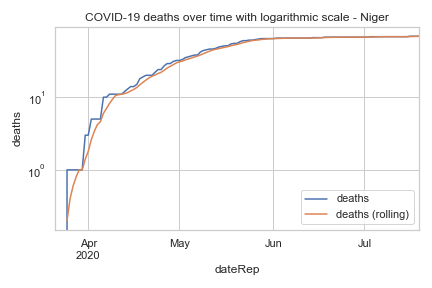 COVID-19 deaths over time with logarithmic scale - Niger
deaths
10¹
10⁰
deaths
deaths (rolling)
Apr
2020
May
Jun
Jul
dateRep